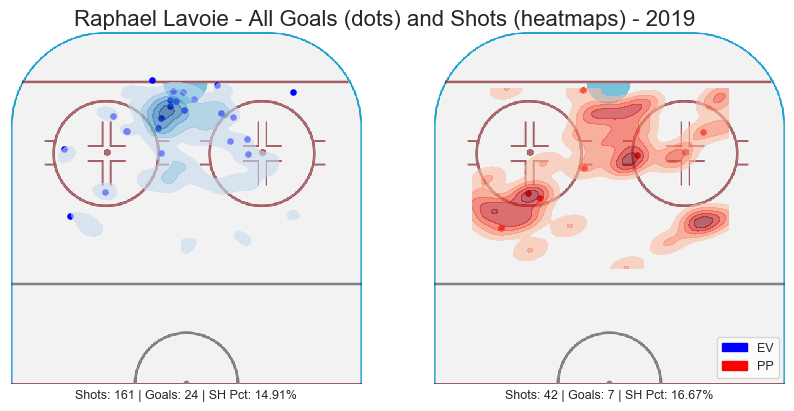 Raphael Lavoie - All Goals (dots) and Shots (heatmaps) - 2019
EV
PP
Shots: 161 | Goals: 24 | SH Pct: 14.91%
Shots: 42 | Goals: 7 | SH Pct: 16.67%